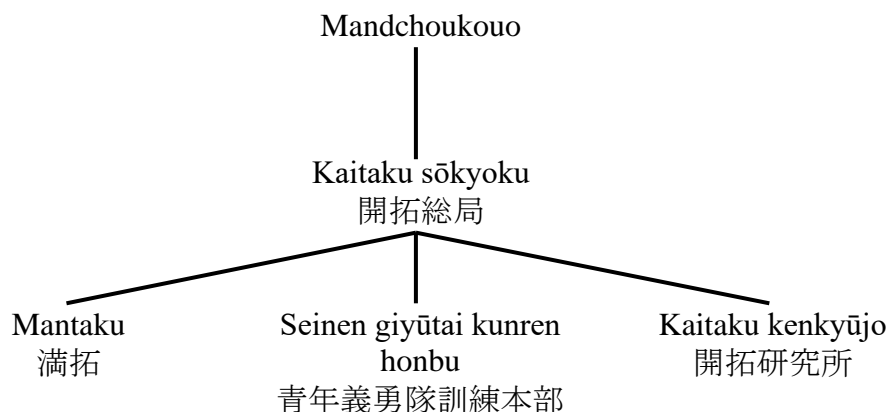 Mandchoukouo
Kaitaku sōkyoku
開拓総局
Mantaku
満拓
Seinen giyūtai kunren
honbu
青年義勇隊訓練本部
Kaitaku kenkyūjo
開拓研究所